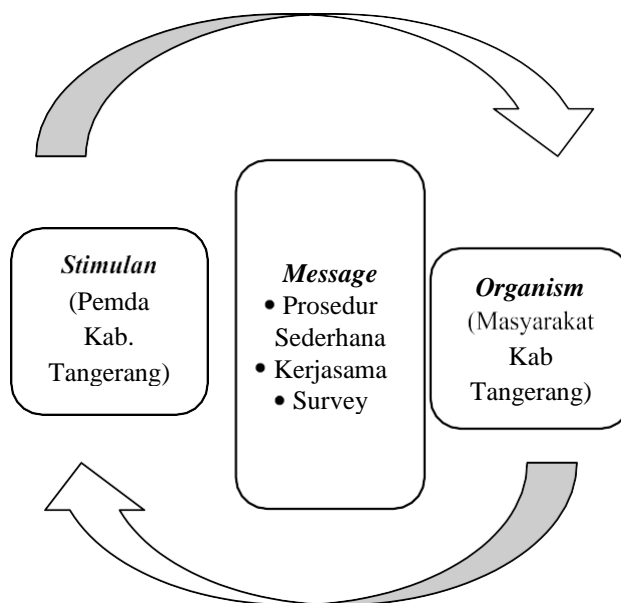 Stimulan
(Pemda
Kab.
Tangerang)
Message
• Prosedur
Sederhana
• Kerjasama
• Survey
Organism
(Masyarakat
Kab
Tangerang)